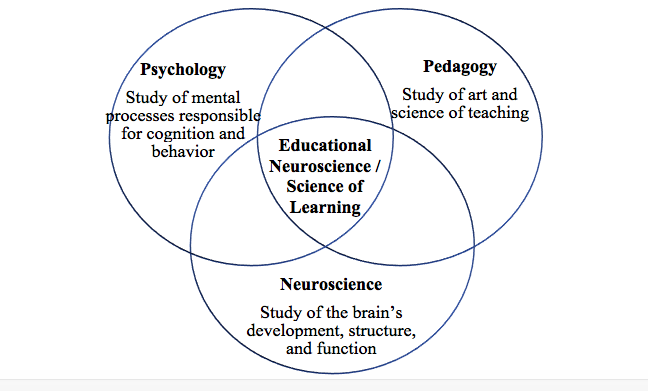 Psychology
Study of mental
processes responsible
for cognition and
behavior
Pedagogy
Study of art and
science of teaching
Educational
Neuroscience /
Science of
Learning
Neuroscience
Study of the brain’s
development, structure,
and function